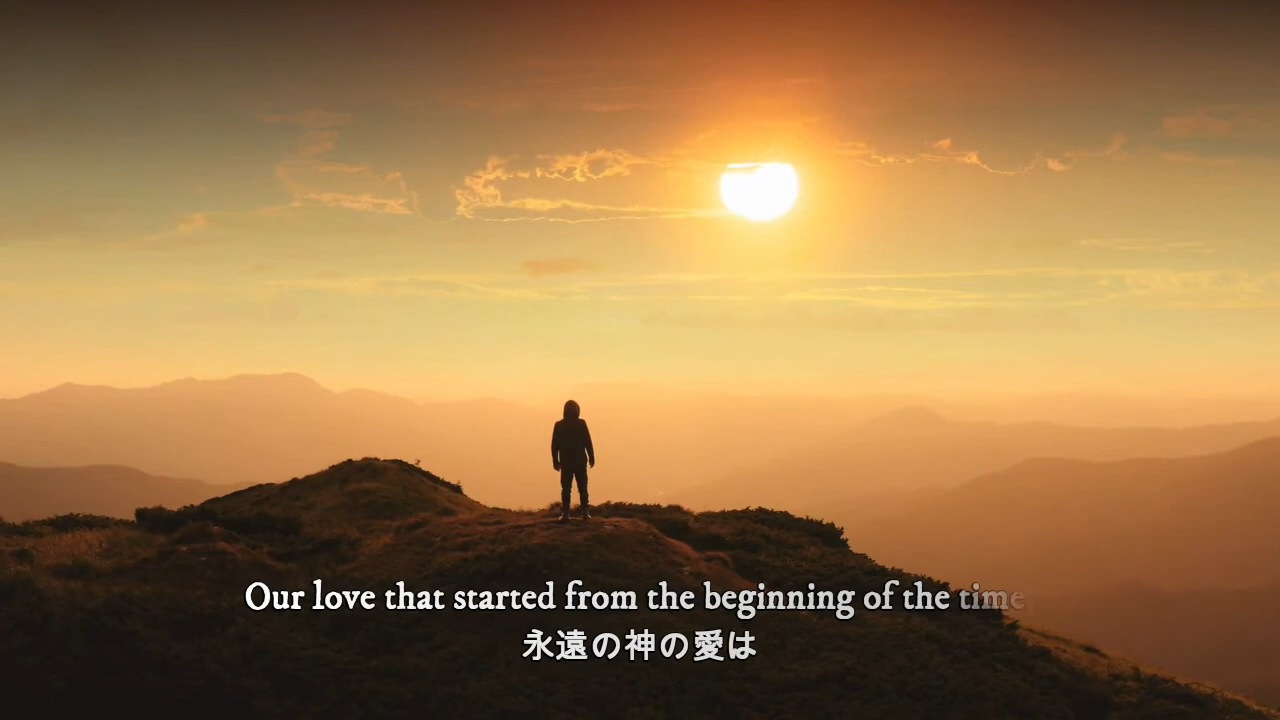 Our love that started from the beginning of the time
永遠の神の愛は